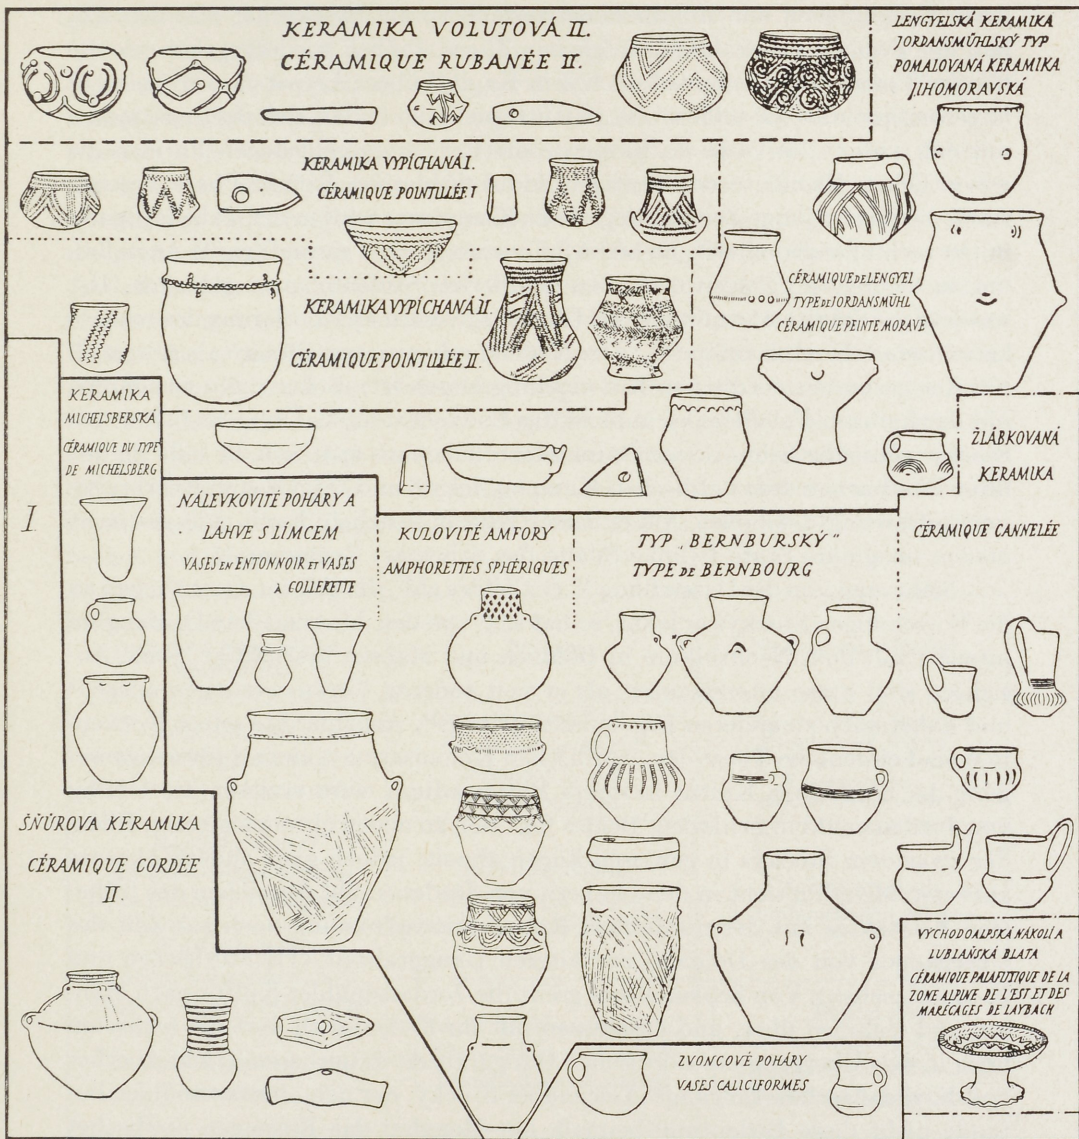 KERAMIKA VOLUTOVÁ II.
CÉRAMIQUE RUBANÉE II.
LENGYELSKÁ KERAMIKA
JORDANSMÜHLSKÝ TYP
POMALOVANÁ KERAMIKA
JIHOMORAVSKÁ
KERAMIKA VYPÍCHANÁ I.
CÉRAMIQUE POINTILLÉE I
KERAMIKA VYPÍCHANÁ II.
CÉRAMIQUE POINTILLÉE II.
CÉRAMIQUE DE LENGYEL
TYPE DE JORDANSMÜHL
CÉRAMIQUE PEINTE MORAVE
KERAMIKA
MICHELSBERSKÁ
CÉRAMIQUE DU TYPE
DE MICHELSBERG
ŽLÁBKOVANÁ
KERAMIKA
I
NÁLEVKOVITÉ POHÁRY A
LÁHVE S LÍMCEM
VASES EN ENTONNOIR ET VASES
À COLLERETTE
KULOVITÉ AMFORY
AMPHORETTES SPHÈRIQUES
TYP „BERNBURSKÝ“
TYPE DE BERNBOURG
CÉRAMIQUE CANNELÉE
ŠŇŮROVA KERAMIKA
CÉRAMIQUE CORDÉE
II.
VÝCHODOALPSKÁ NÁKOLÍ A
LUBLAŇSKÁ BLATA
CÉRAMIQUE PALAFITIQUE DE LA
ZONE ALPINE DE L'EST ET DES
MARÉCAGES DE LAYBACH
ZVONCOVÉ POHÁRY
VASES CALICIFORMES